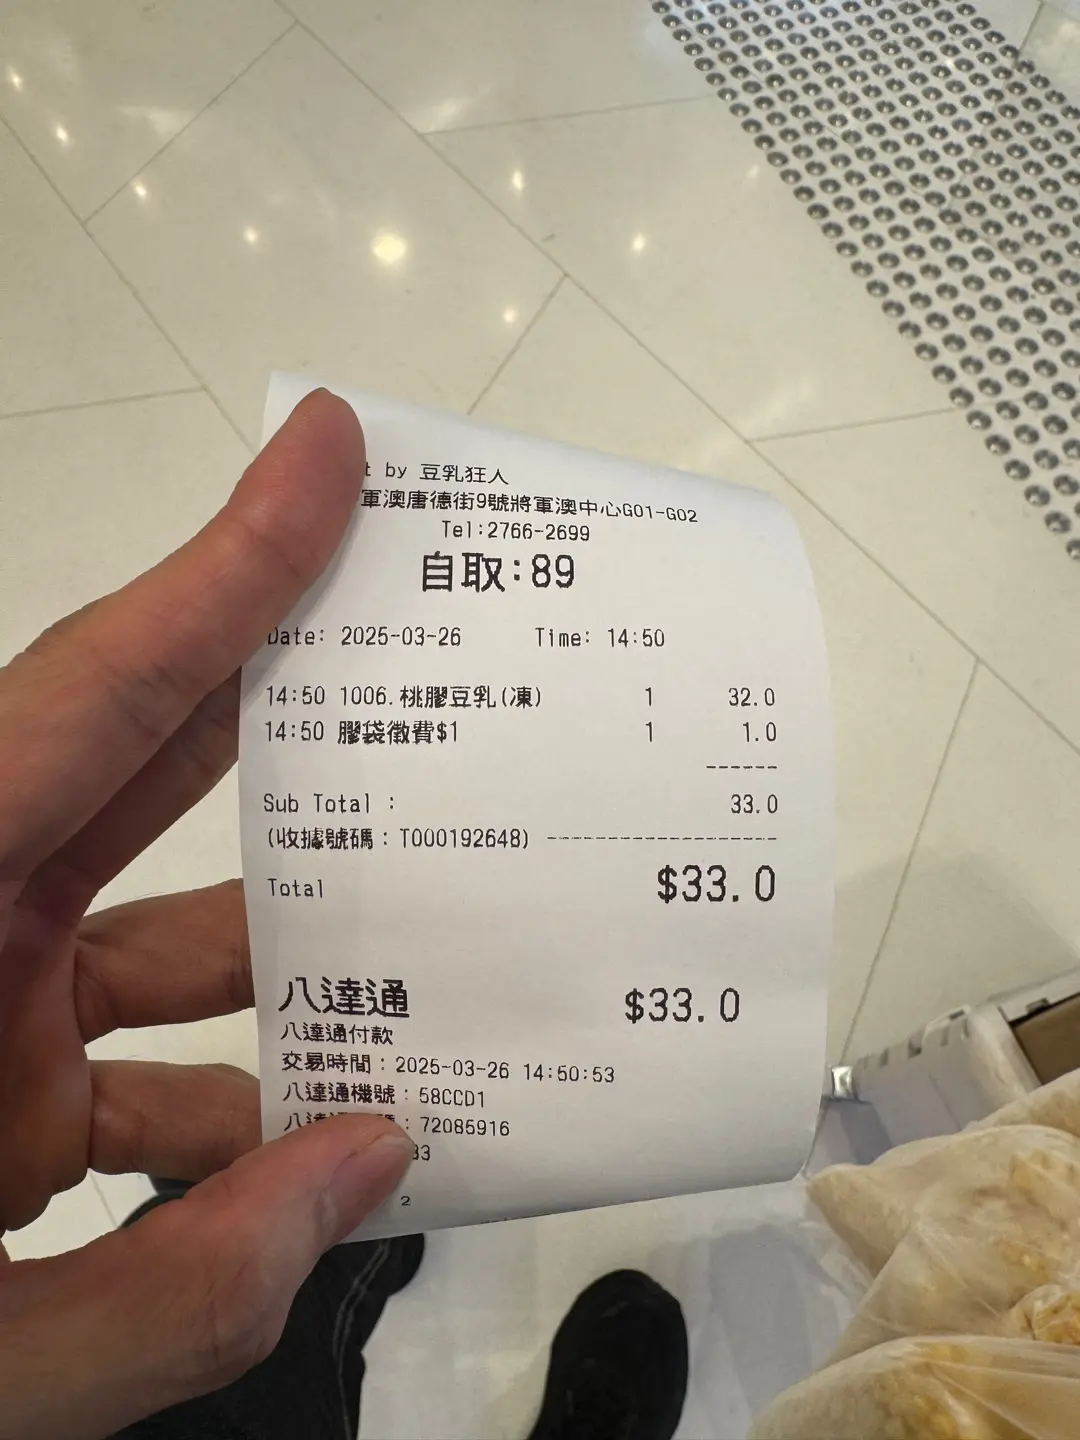 by 豆乳狂人
軍澳唐德街9號將軍澳中心G01-G02
Tel:2766-2699
自取:89
Date: 2025-03-26 Time: 14:50
14:50 1006.桃膠豆乳(凍) 1 32.0
14:50 膠袋徵費$1 1 1.0
------
Sub Total : 33.0
(收據號碼:T000192648) --------------------
Total $33.0
八達通 $33.0
八達通付款
交易時間:2025-03-26 14:50:53
八達通機號:58CCD1
八達 : 72085916
33
2